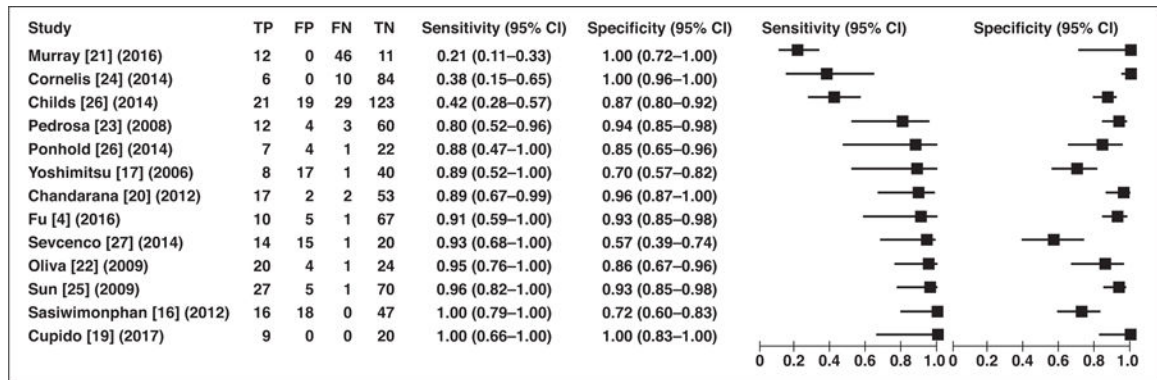 Study TP FP FN TN Sensitivity (95% CI) Specificity (95% CI) Sensitivity (95% CI) Specificity (95% CI)
Murray [21] (2016) 12 0 46 11 0.21 (0.11–0.33) 1.00 (0.72–1.00)
Cornelis [24] (2014) 6 0 10 84 0.38 (0.15–0.65) 1.00 (0.96–1.00)
Childs [26] (2014) 21 19 29 123 0.42 (0.28–0.57) 0.87 (0.80–0.92)
Pedrosa [23] (2008) 12 4 3 60 0.80 (0.52–0.96) 0.94 (0.85–0.98)
Ponhold [26] (2014) 7 4 1 22 0.88 (0.47–1.00) 0.85 (0.65–0.96)
Yoshimitsu [17] (2006) 8 17 1 40 0.89 (0.52–1.00) 0.70 (0.57–0.82)
Chandarana [20] (2012) 17 2 2 53 0.89 (0.67–0.99) 0.96 (0.87–1.00)
Fu [4] (2016) 10 5 1 67 0.91 (0.59–1.00) 0.93 (0.85–0.98)
Sevcenco [27] (2014) 14 15 1 20 0.93 (0.68–1.00) 0.57 (0.39–0.74)
Oliva [22] (2009) 20 4 1 24 0.95 (0.76–1.00) 0.86 (0.67–0.96)
Sun [25] (2009) 27 5 1 70 0.96 (0.82–1.00) 0.93 (0.85–0.98)
Sasiwimonphan [16] (2012) 16 18 0 47 1.00 (0.79–1.00) 0.72 (0.60–0.83)
Cupido [19] (2017) 9 0 0 20 1.00 (0.66–1.00) 1.00 (0.83–1.00)
0 0.2 0.4 0.6 0.8 1.0 0 0.2 0.4 0.6 0.8 1.0